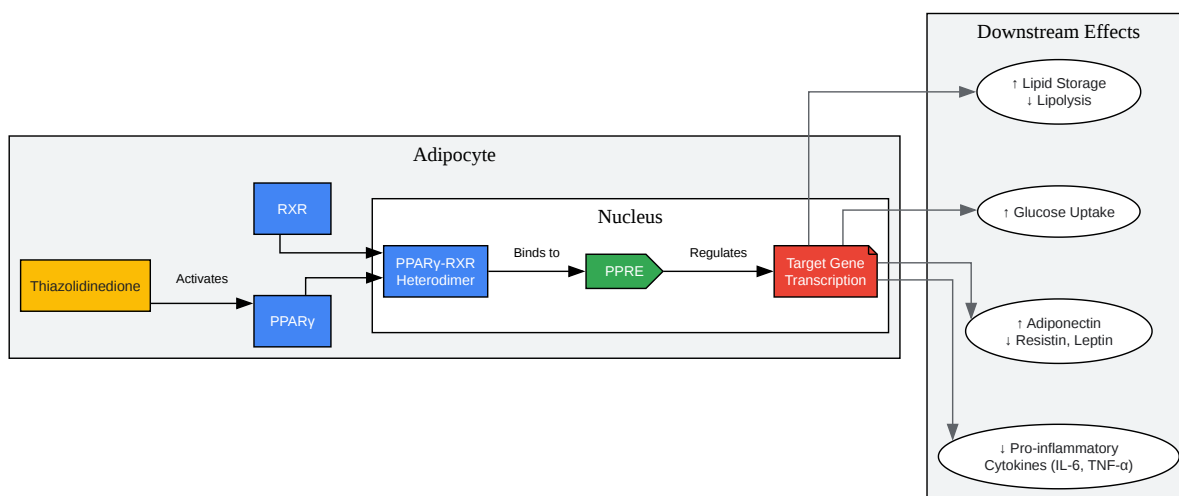 Downstream Effects
↑ Lipid Storage
↓ Lipolysis
Adipocyte
RXR
Nucleus
↑ Glucose Uptake
Thiazolidinedione
Activates
PPARγ
PPARγ-RXR
Heterodimer
Binds to
PPRE
Regulates
Target Gene
Transcription
↑ Adiponectin
↓ Resistin, Leptin
↓ Pro-inflammatory
Cytokines (IL-6, TNF-α)